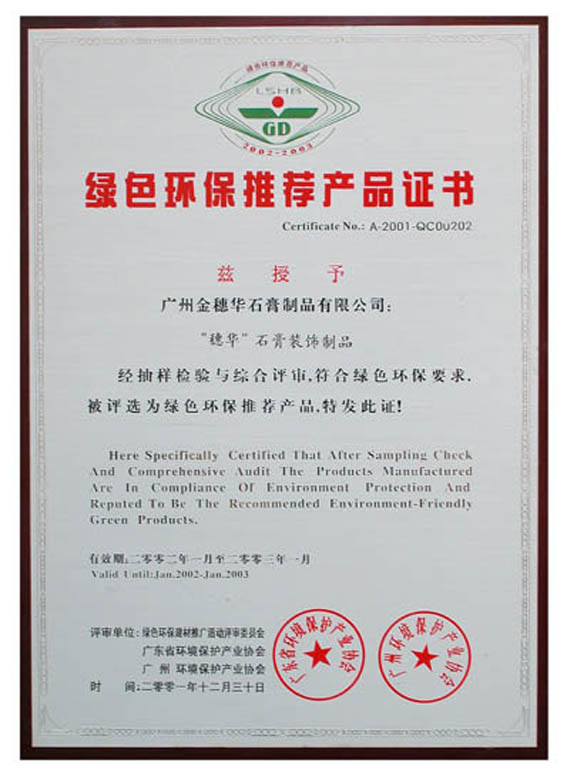 绿色环保推荐产品
LSHB
GD
2002-2003
绿色环保推荐产品证书
Certificate No.: A-2001-QC0u202
兹 授 予
广州金穗华石膏制品有限公司:
"穗华"石膏装饰制品
经抽样检验与综合评审,符合绿色环保要求,
被评选为绿色环保推荐产品,特发此证!
Here Specifically Certified That After Sampling Check
And Comprehensive Audit The Products Manufactured
Are In Compliance Of Environment Protection And
Reputed To Be The Recommended Environment-Friendly
Green Products.
有效期:二零零二年一月至二零零三年一月
Valid Until:Jan.2002-Jan.2003
评审单位: 绿色环保建材推广活动评审委员会
广东省环境保护产业协会
广 州 环境保护产业协会
时 间:二零零一年十二月三十日
广东省环境保护产业协会
广州环境保护产业协会